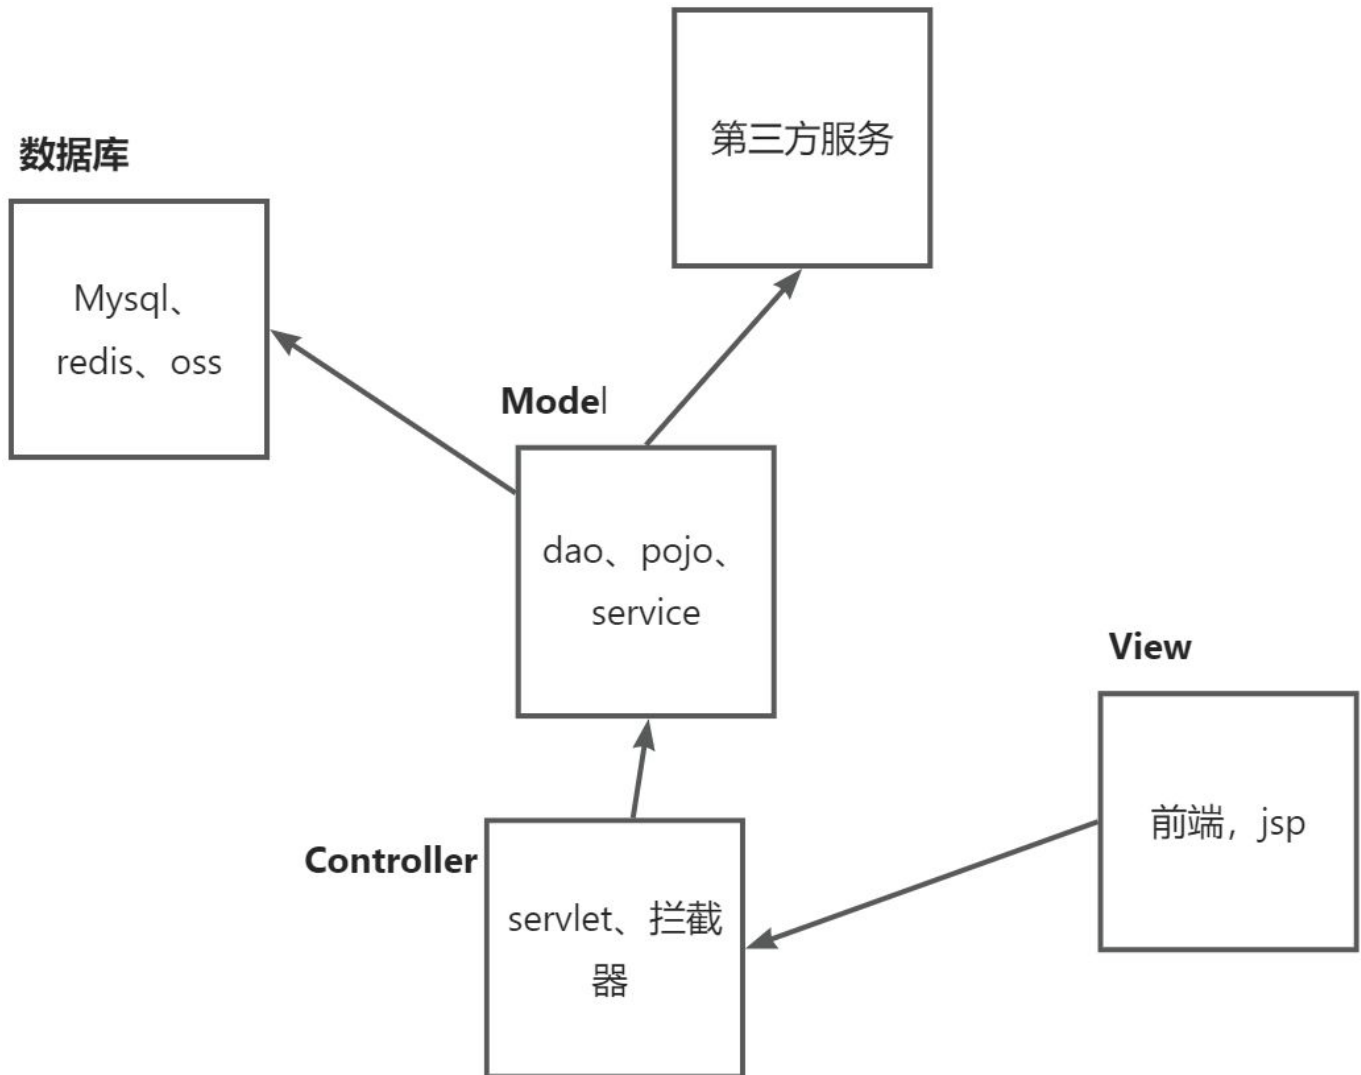 第三方服务
数据库
Mysql、
redis、oss
Model
dao、pojo、
service
View
前端，jsp
Controller
servlet、拦截
器